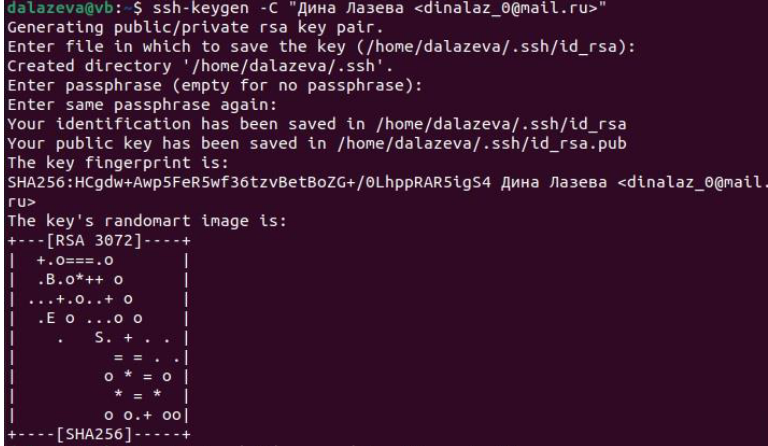 dalazeva@vb:~$ ssh-keygen -C "Дина Лазева <dinalaz_0@mail.ru>"
Generating public/private rsa key pair.
Enter file in which to save the key (/home/dalazeva/.ssh/id_rsa):
Created directory '/home/dalazeva/.ssh'.
Enter passphrase (empty for no passphrase):
Enter same passphrase again:
Your identification has been saved in /home/dalazeva/.ssh/id_rsa
Your public key has been saved in /home/dalazeva/.ssh/id_rsa.pub
The key fingerprint is:
SHA256:HCgdw+Awp5FeR5wf36tzvBetBoZG+/0LhppRAR5igS4 Дина Лазева <dinalaz_0@mail.
ru>
The key's randomart image is:
+---[RSA 3072]----+
|  +.o===.o       |
|  .B.o*++ o      |
| ...+.o..+ o     |
|  .E o ...o o    |
|    .   S. + . . |
|          = = . .|
|         o * = o |
|          * = *  |
|         o o.+ oo|
+----[SHA256]-----+